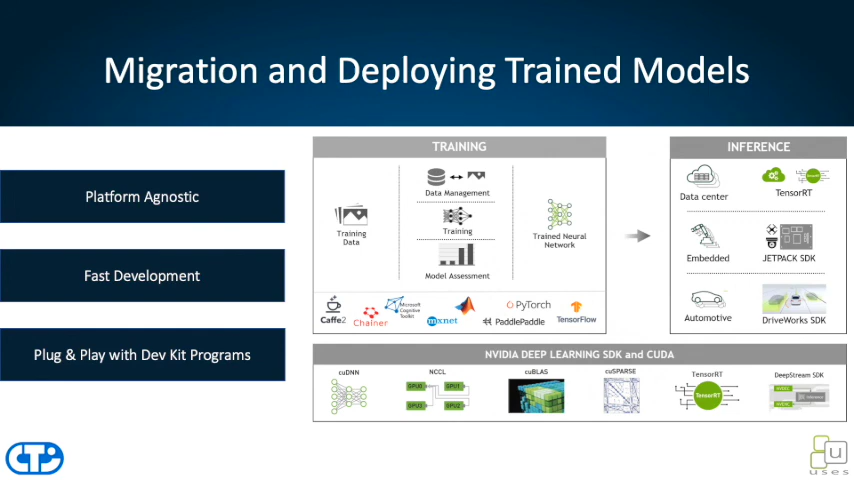 Migration and Deploying Trained Models
Platform Agnostic
Fast Development
Plug & Play with Dev Kit Programs
TRAINING
Training
Data
Data Management
Training
Model Assessment
Trained Neural
Network
Caffe2
Chainer
Microsoft
Cognitive
Toolkit
mxnet
PyTorch
PaddlePaddle
TensorFlow
INFERENCE
Data center
TensorRT
Embedded
JETPACK SDK
Automotive
DriveWorks SDK
NVIDIA DEEP LEARNING SDK and CUDA
cuDNN
NCCL
GPU0
GPU1
GPU3
GPU2
cuBLAS
cuSPARSE
TensorRT
TensorRT
DeepStream SDK
CTi
u
uses